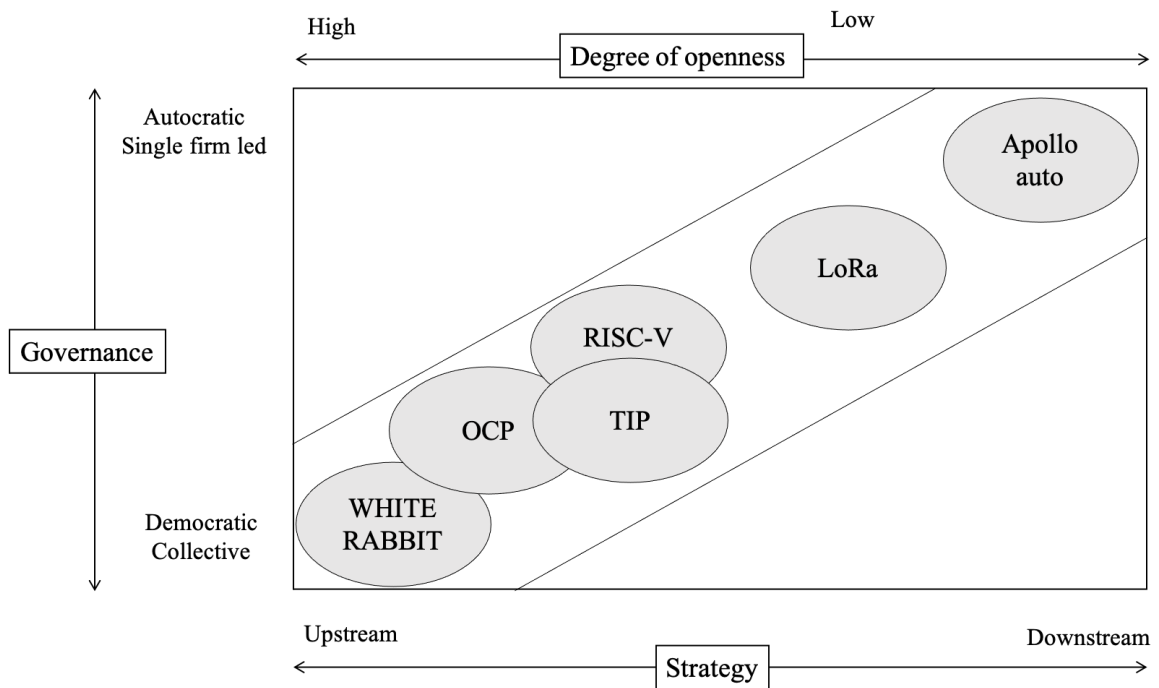 High
Low
Degree of openness
Autocratic
Single firm led
Apollo
auto
LoRa
RISC-V
Governance
TIP
OCP
WHITE
RABBIT
Democratic
Collective
Upstream
Downstream
Strategy